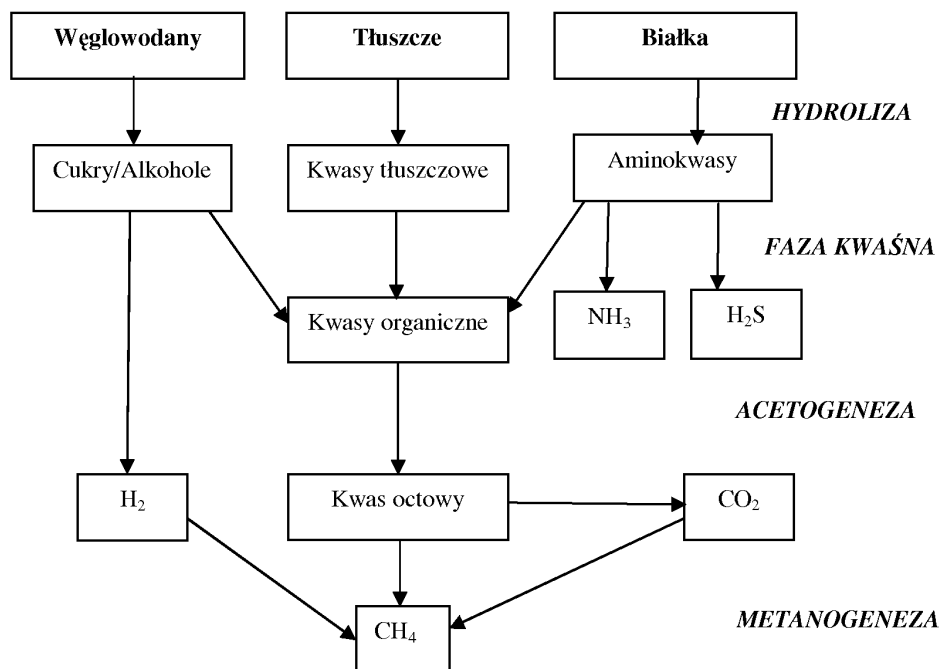 Węglowodany
Tłuszcze
Białka
HYDROLIZA
Cukry/Alkohole
Kwasy tłuszczowe
Aminokwasy
FAZA KWAŚNA
Kwasy organiczne
NH₃
H₂S
ACETOGENEZA
H₂
Kwas octowy
CO₂
CH₄
METANOGENEZA